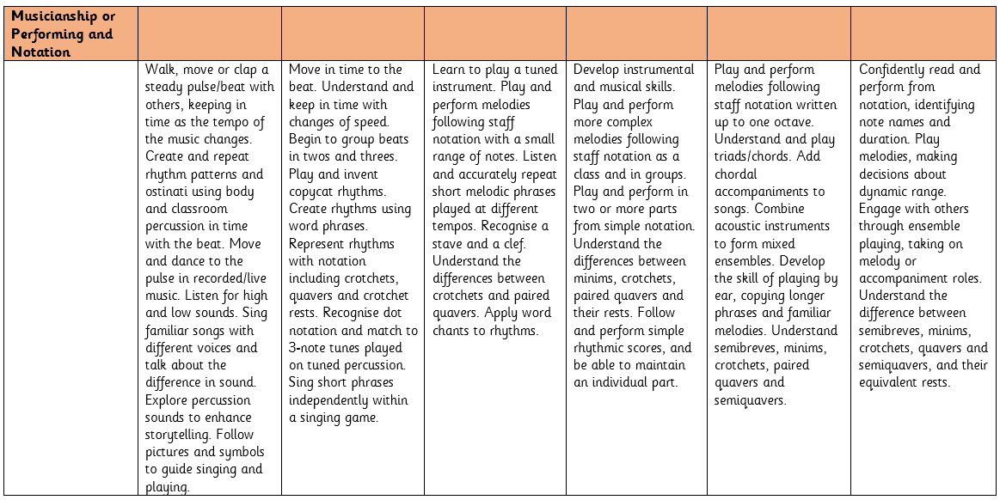 Musicianship or
Performing and
Notation
Walk, move or clap a
steady pulse/beat with
others, keeping in
time as the tempo of
the music changes.
Create and repeat
rhythm patterns and
ostinati using body
and classroom
percussion in time
with the beat. Move
and dance to the
pulse in recorded/live
music. Listen for high
and low sounds. Sing
familiar songs with
different voices and
talk about the
difference in sound.
Explore percussion
sounds to enhance
storytelling. Follow
pictures and symbols
to guide singing and
playing.
Move in time to the
beat. Understand and
keep in time with
changes of speed.
Begin to group beats
in twos and threes.
Play and invent
copycat rhythms.
Create rhythms using
word phrases.
Represent rhythms
with notation
including crotchets,
quavers and crotchet
rests. Recognise dot
notation and match to
3-note tunes played
on tuned percussion.
Sing short phrases
independently within
a singing game.
Learn to play a tuned
instrument. Play and
perform melodies
following staff
notation with a small
range of notes. Listen
and accurately repeat
short melodic phrases
played at different
tempos. Recognise a
stave and a clef.
Understand the
differences between
crotchets and paired
quavers. Apply word
chants to rhythms.
Develop instrumental
and musical skills.
Play and perform
more complex
melodies following
staff notation as a
class and in groups.
Play and perform in
two or more parts
from simple notation.
Understand the
differences between
minims, crotchets,
paired quavers and
their rests. Follow
and perform simple
rhythmic scores, and
be able to maintain
an individual part.
Play and perform
melodies following
staff notation written
up to one octave.
Understand and play
triads/chords. Add
chordal
accompaniments to
songs. Combine
acoustic instruments
to form mixed
ensembles. Develop
the skill of playing by
ear, copying longer
phrases and familiar
melodies. Understand
semibreves, minims,
crotchets, paired
quavers and
semiquavers.
Confidently read and
perform from
notation, identifying
note names and
duration. Play
melodies, making
decisions about
dynamic range.
Engage with others
through ensemble
playing, taking on
melody or
accompaniment roles.
Understand the
difference between
semibreves, minims,
crotchets, quavers and
semiquavers, and their
equivalent rests.